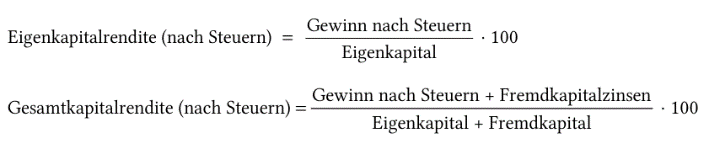 Eigenkapitalrendite (nach Steuern) = Gewinn nach Steuern / Eigenkapital · 100
Gesamtkapitalrendite (nach Steuern) = Gewinn nach Steuern + Fremdkapitalzinsen / Eigenkapital + Fremdkapital · 100